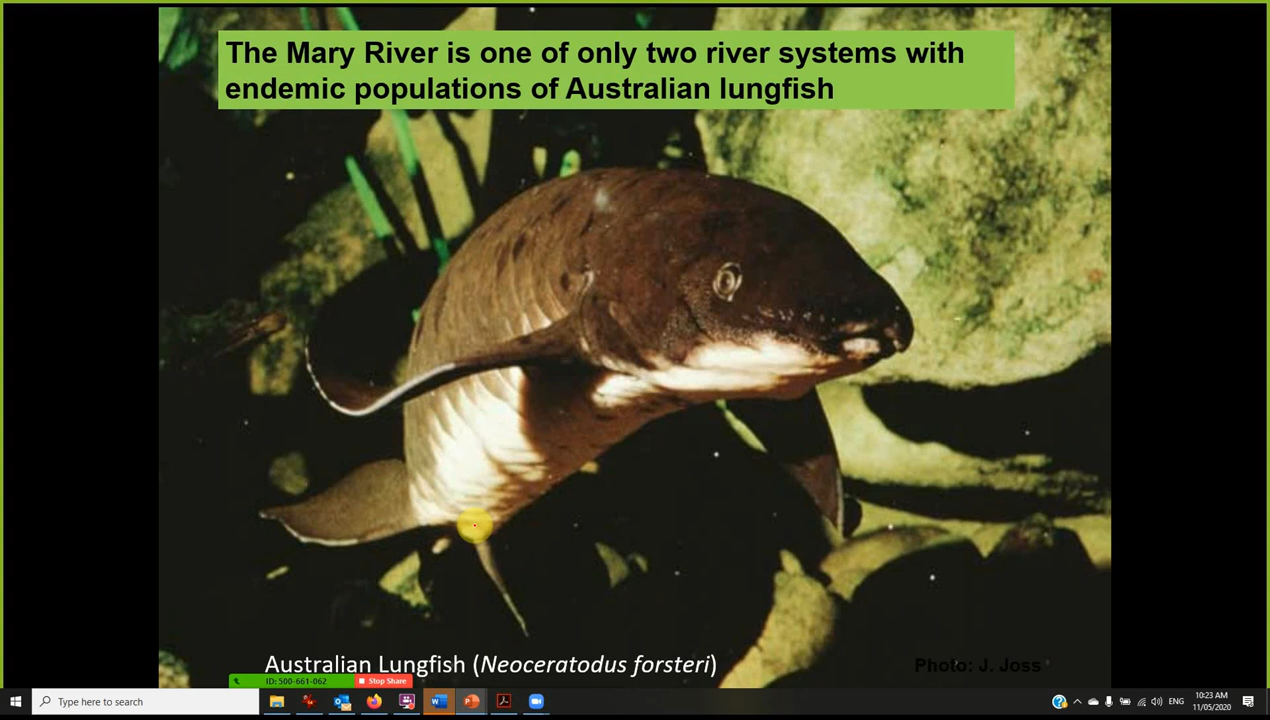 The Mary River is one of only two river systems with
endemic populations of Australian lungfish
Australian Lungfish (Neoceratodus forsteri)
Photo: J. Joss
ID: 500-661-062
Stop Share
Type here to search
ENG
10:23 AM
11/05/2020